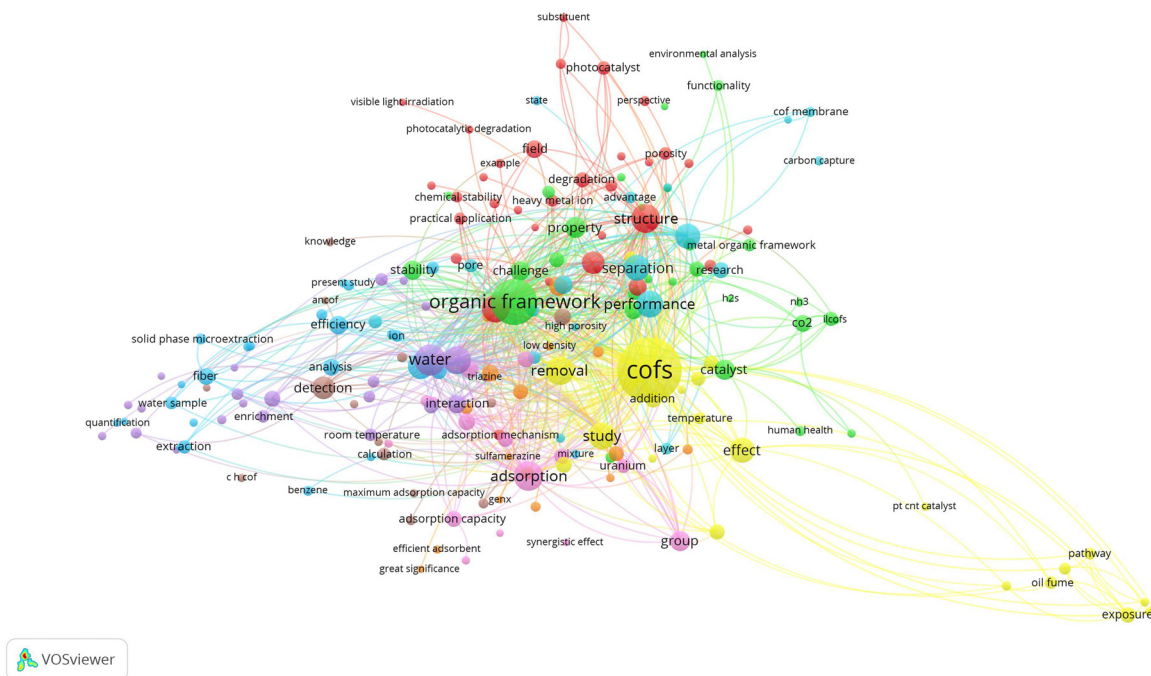 substituent
environmental analysis
photocatalyst
functionality
visible light irradiation
state
perspective
cof membrane
photocatalytic degradation
field
porosity
carbon capture
example
degradation
chemical stability
heavy metal ion
advantage
practical application
structure
property
knowledge
metal organic framework
stability
pore
challenge
separation
research
present study
ancof
organic framework
performance
h2s
nh3
efficiency
high porosity
co2
ilcofs
solid phase microextraction
ion
low density
water
analysis
removal
cofs
catalyst
fiber
triazine
detection
addition
water sample
interaction
enrichment
temperature
quantification
room temperature
adsorption mechanism
study
human health
extraction
calculation
sulfamerazine
mixture
layer
effect
uranium
c h cof
adsorption
benzene
maximum adsorption capacity
genx
pt cnt catalyst
adsorption capacity
synergistic effect
group
efficient adsorbent
pathway
great significance
oil fume
exposure
VOSviewer